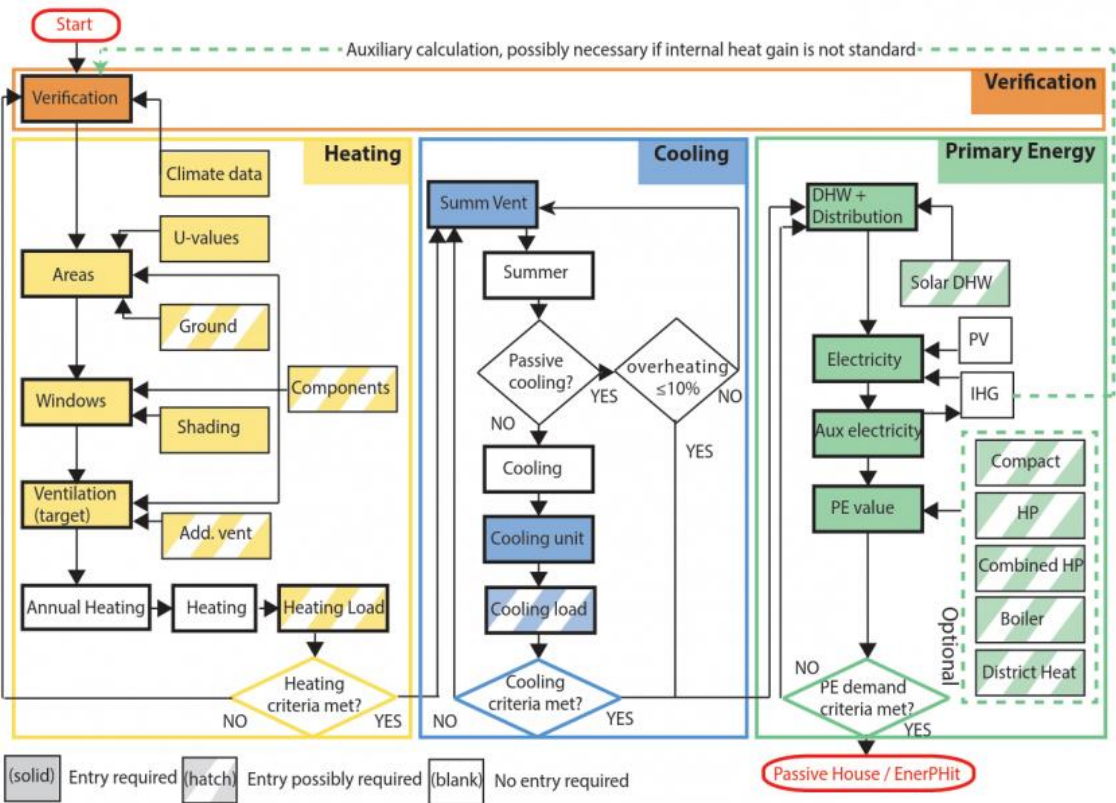 Start
Auxiliary calculation, possibly necessary if internal heat gain is not standard
Verification
Verification
Heating
Climate data
U-values
Areas
Ground
Components
Windows
Shading
Ventilation
(target)
Add. vent
Annual Heating
Heating
Heating Load
Heating
criteria met?
NO
YES
Cooling
Summ Vent
Summer
Passive
cooling?
YES
overheating
≤10%
NO
NO
YES
Cooling
Cooling unit
Cooling load
Cooling
criteria met?
NO
YES
Primary Energy
DHW +
Distribution
Solar DHW
PV
Electricity
IHG
Aux electricity
PE value
Compact
HP
Combined HP
Boiler
District Heat
Optional
NO
PE demand
criteria met?
YES
Passive House / EnerPHit
(solid) Entry required (hatch) Entry possibly required (blank) No entry required